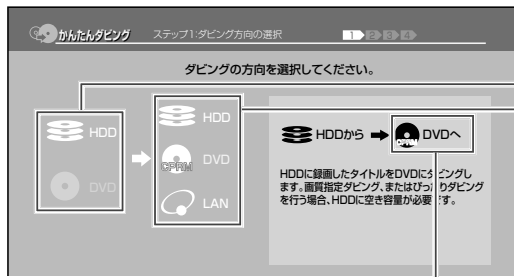 かんたんダビング ステップ1:ダビング方向の選択 1 2 3 4
ダビングの方向を選択してください。
HDD
DVD
HDD
CPRM DVD
LAN
HDDから CPRM DVDへ
HDDに録画したタイトルをDVDにダビングし
ます。画質指定ダビング、またはぴったりダビング
を行う場合、HDDに空き容量が必要です。